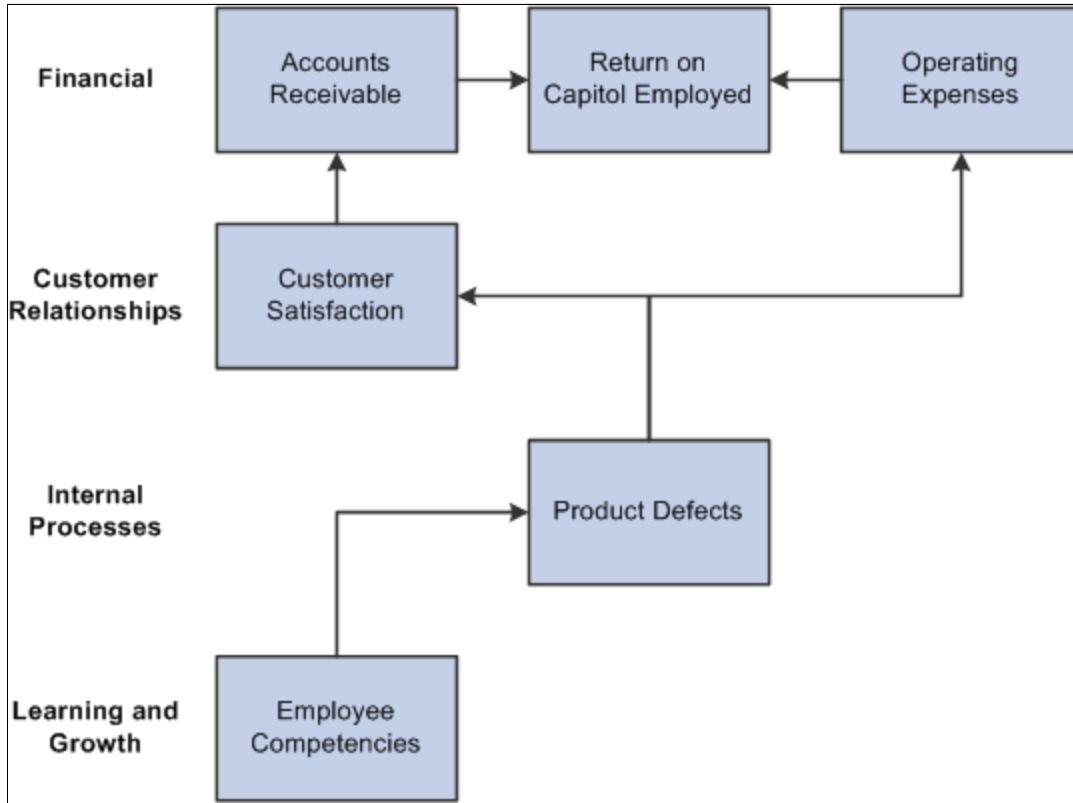 Financial
Accounts
Receivable
Return on
Capitol Employed
Operating
Expenses
Customer
Relationships
Customer
Satisfaction
Internal
Processes
Product Defects
Learning and
Growth
Employee
Competencies